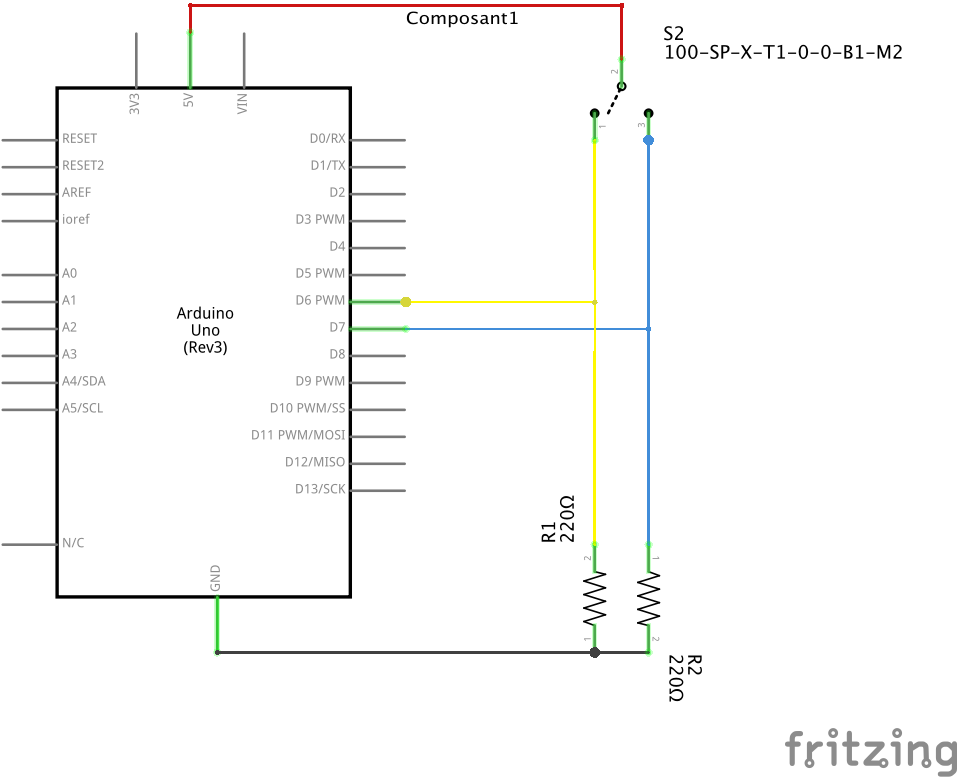 Composant1
S2
100-SP-X-T1-0-0-B1-M2
2
1
3
3V3
5V
VIN
RESET
RESET2
AREF
ioref
A0
A1
A2
A3
A4/SDA
A5/SCL
N/C
D0/RX
D1/TX
D2
D3 PWM
D4
D5 PWM
D6 PWM
D7
D8
D9 PWM
D10 PWM/SS
D11 PWM/MOSI
D12/MISO
D13/SCK
Arduino
Uno
(Rev3)
GND
R1
220Ω
2
1
1
2
R2
220Ω
fritzing